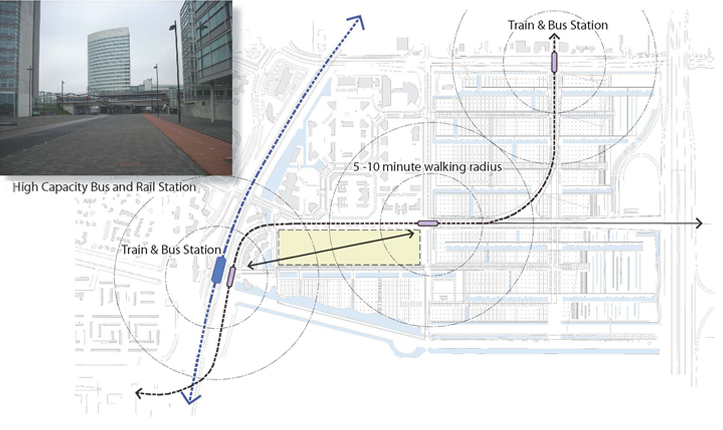 Train & Bus Station
5 -10 minute walking radius
High Capacity Bus and Rail Station
Train & Bus Station